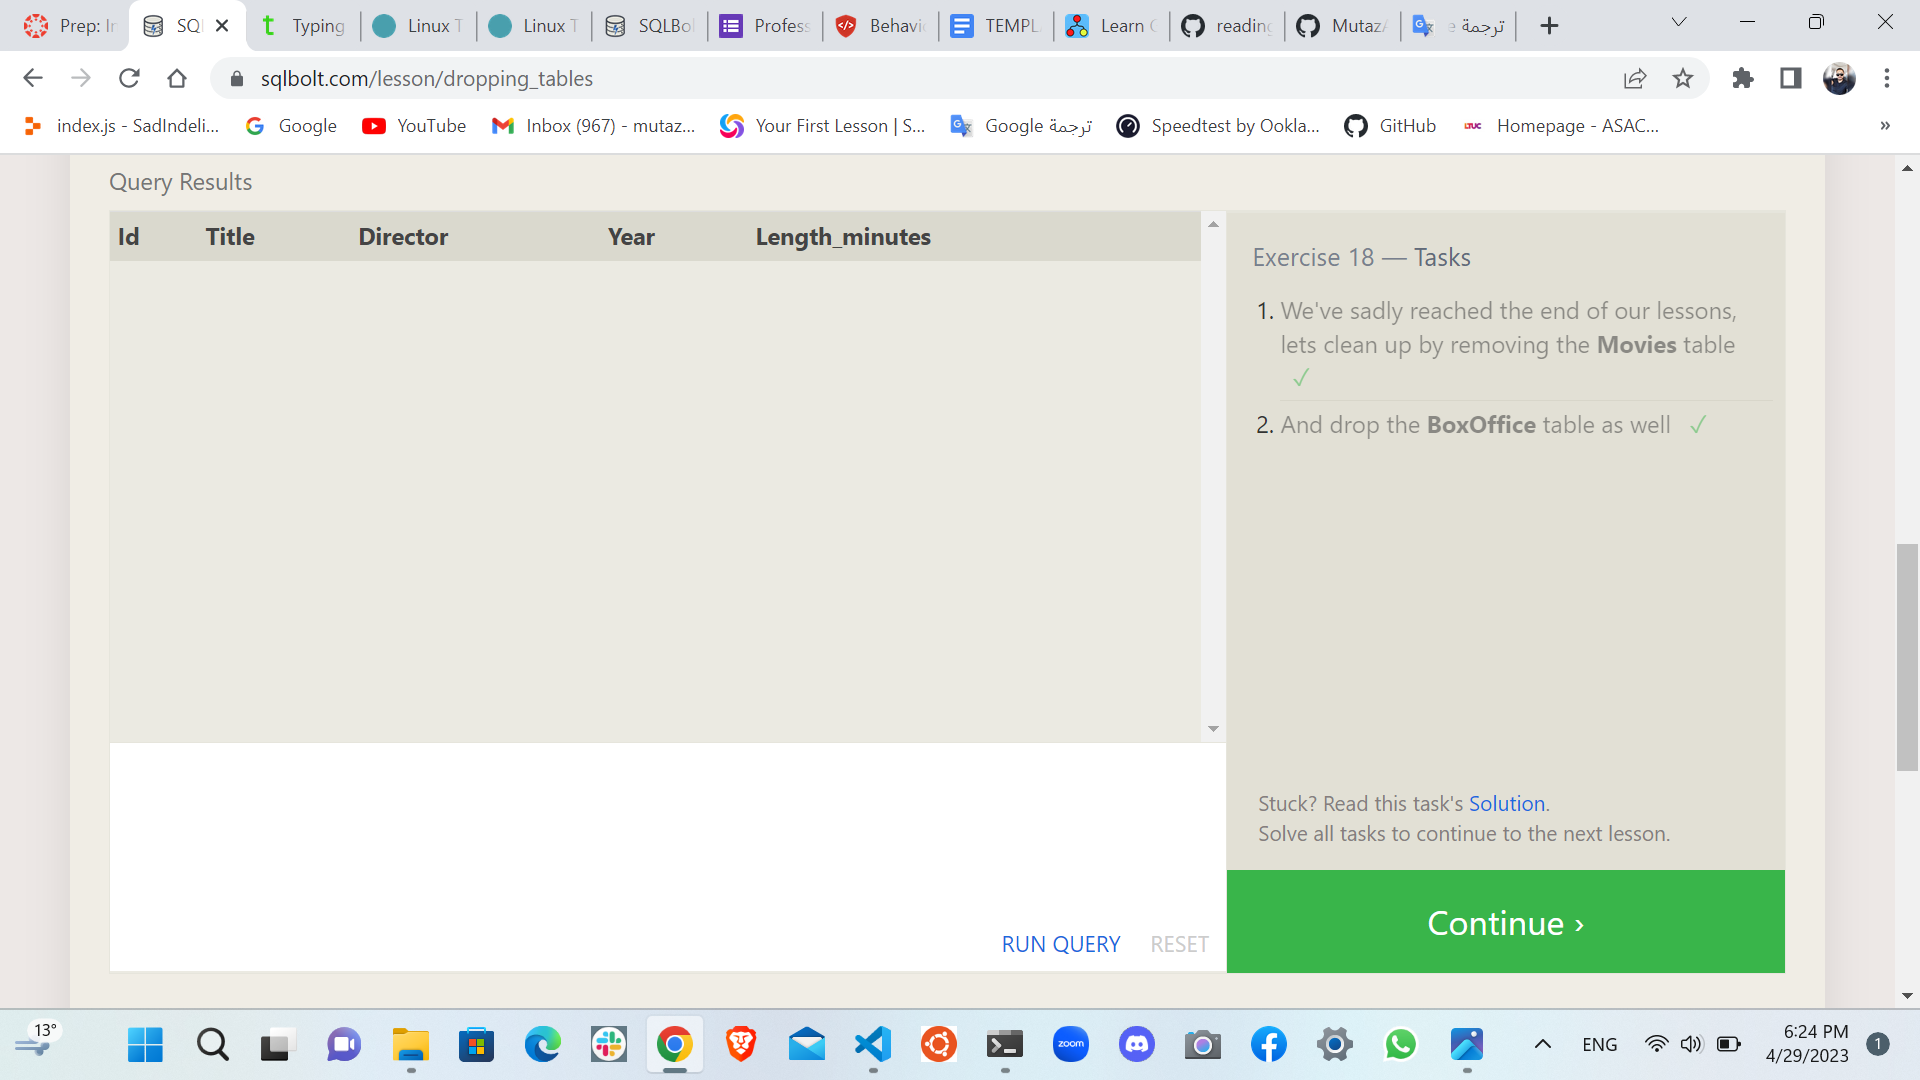 Prep: Ir
SQ
Typing
Linux T
Linux T
SQLBo
Profess
Behavi
TEMPL
Learn
reading
Mutaz
ترجمة e
sqlbolt.com/lesson/dropping_tables
index.js - SadIndeli...
Google
YouTube
Inbox (967) - mutaz...
Your First Lesson | S...
Google ترجمة
Speedtest by Ookla...
GitHub
LTUC
Homepage - ASAC...
»
Query Results
Id Title Director Year Length_minutes
Exercise 18 — Tasks
1. We've sadly reached the end of our lessons,
lets clean up by removing the Movies table
✓
2. And drop the BoxOffice table as well ✓
Stuck? Read this task's Solution.
Solve all tasks to continue to the next lesson.
RUN QUERY RESET
Continue ›
13°
zoom
ENG
6:24 PM
4/29/2023
1